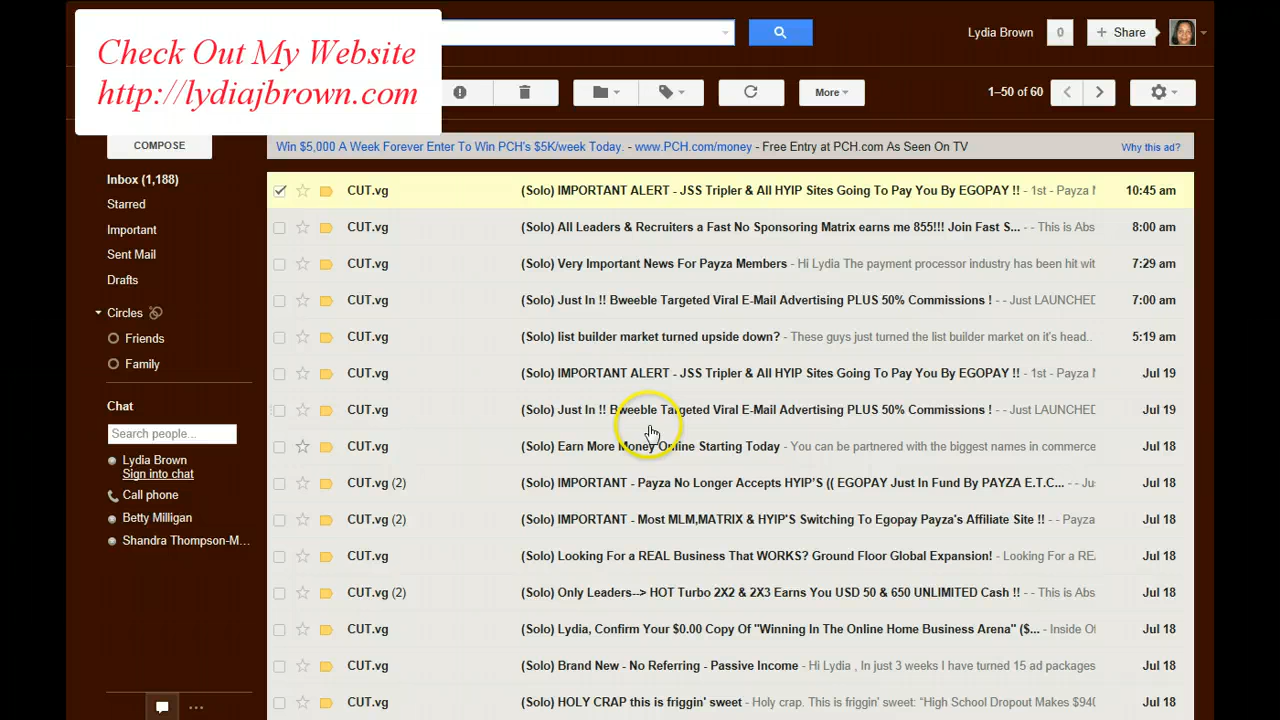 Check Out My Website
http://lydiajbrown.com
Lydia Brown 0 + Share
More 1–50 of 60
COMPOSE
Win $5,000 A Week Forever Enter To Win PCH's $5K/week Today. - www.PCH.com/money - Free Entry at PCH.com As Seen On TV Why this ad?
Inbox (1,188)
Starred
Important
Sent Mail
Drafts
Circles
Friends
Family
Chat
Search people...
Lydia Brown
Sign into chat
Call phone
Betty Milligan
Shandra Thompson-M...
CUT.vg (Solo) IMPORTANT ALERT - JSS Tripler & All HYIP Sites Going To Pay You By EGOPAY !! - 1st - Payza 10:45 am
CUT.vg (Solo) All Leaders & Recruiters a Fast No Sponsoring Matrix earns me 855!!! Join Fast S... - - This is Abs 8:00 am
CUT.vg (Solo) Very Important News For Payza Members - Hi Lydia The payment processor industry has been hit wit 7:29 am
CUT.vg (Solo) Just In !! Bweeble Targeted Viral E-Mail Advertising PLUS 50% Commissions ! - - Just LAUNCHED 7:00 am
CUT.vg (Solo) list builder market turned upside down? - These guys just turned the list builder market on it's head.. 5:19 am
CUT.vg (Solo) IMPORTANT ALERT - JSS Tripler & All HYIP Sites Going To Pay You By EGOPAY !! - 1st - Payza Jul 19
CUT.vg (Solo) Just In !! Bweeble Targeted Viral E-Mail Advertising PLUS 50% Commissions ! - - Just LAUNCHED Jul 19
CUT.vg (Solo) Earn More Money Online Starting Today - You can be partnered with the biggest names in commerce Jul 18
CUT.vg (2) (Solo) IMPORTANT - Payza No Longer Accepts HYIP'S (( EGOPAY Just In Fund By PAYZA E.T.C... - - Ju Jul 18
CUT.vg (2) (Solo) IMPORTANT - Most MLM,MATRIX & HYIP'S Switching To Egopay Payza's Affiliate Site !! - - Payza Jul 18
CUT.vg (Solo) Looking For a REAL Business That WORKS? Ground Floor Global Expansion! - Looking For a RE Jul 18
CUT.vg (2) (Solo) Only Leaders--> HOT Turbo 2X2 & 2X3 Earns You USD 50 & 650 UNLIMITED Cash !! - - This is Abs Jul 18
CUT.vg (Solo) Lydia, Confirm Your $0.00 Copy Of "Winning In The Online Home Business Arena" ($... - Inside Of Jul 18
CUT.vg (Solo) Brand New - No Referring - Passive Income - Hi Lydia , In just 3 weeks I have turned 15 ad packages Jul 18
CUT.vg (Solo) HOLY CRAP this is friggin' sweet - Holy crap. This is friggin' sweet: “High School Dropout Makes $940 Jul 18